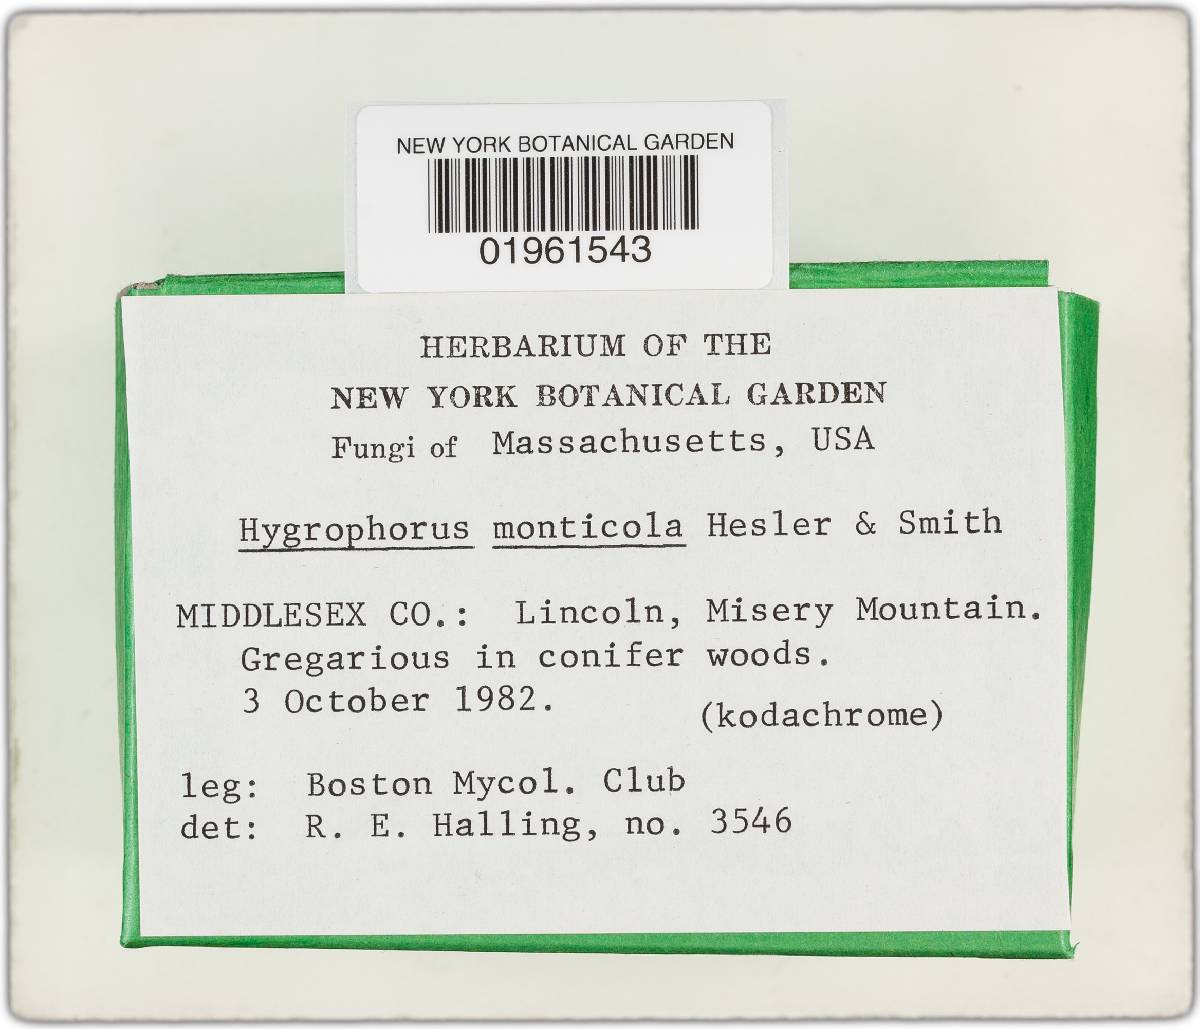 NEW YORK BOTANICAL GARDEN
01961543
HERBARIUM OF THE
NEW YORK BOTANICAL GARDEN
Fungi of Massachusetts, USA
Hygrophorus monticola Hesler & Smith
MIDDLESEX CO.: Lincoln, Misery Mountain.
Gregarious in conifer woods.
3 October 1982.
(kodachrome)
leg: Boston Mycol. Club
det: R. E. Halling, no. 3546